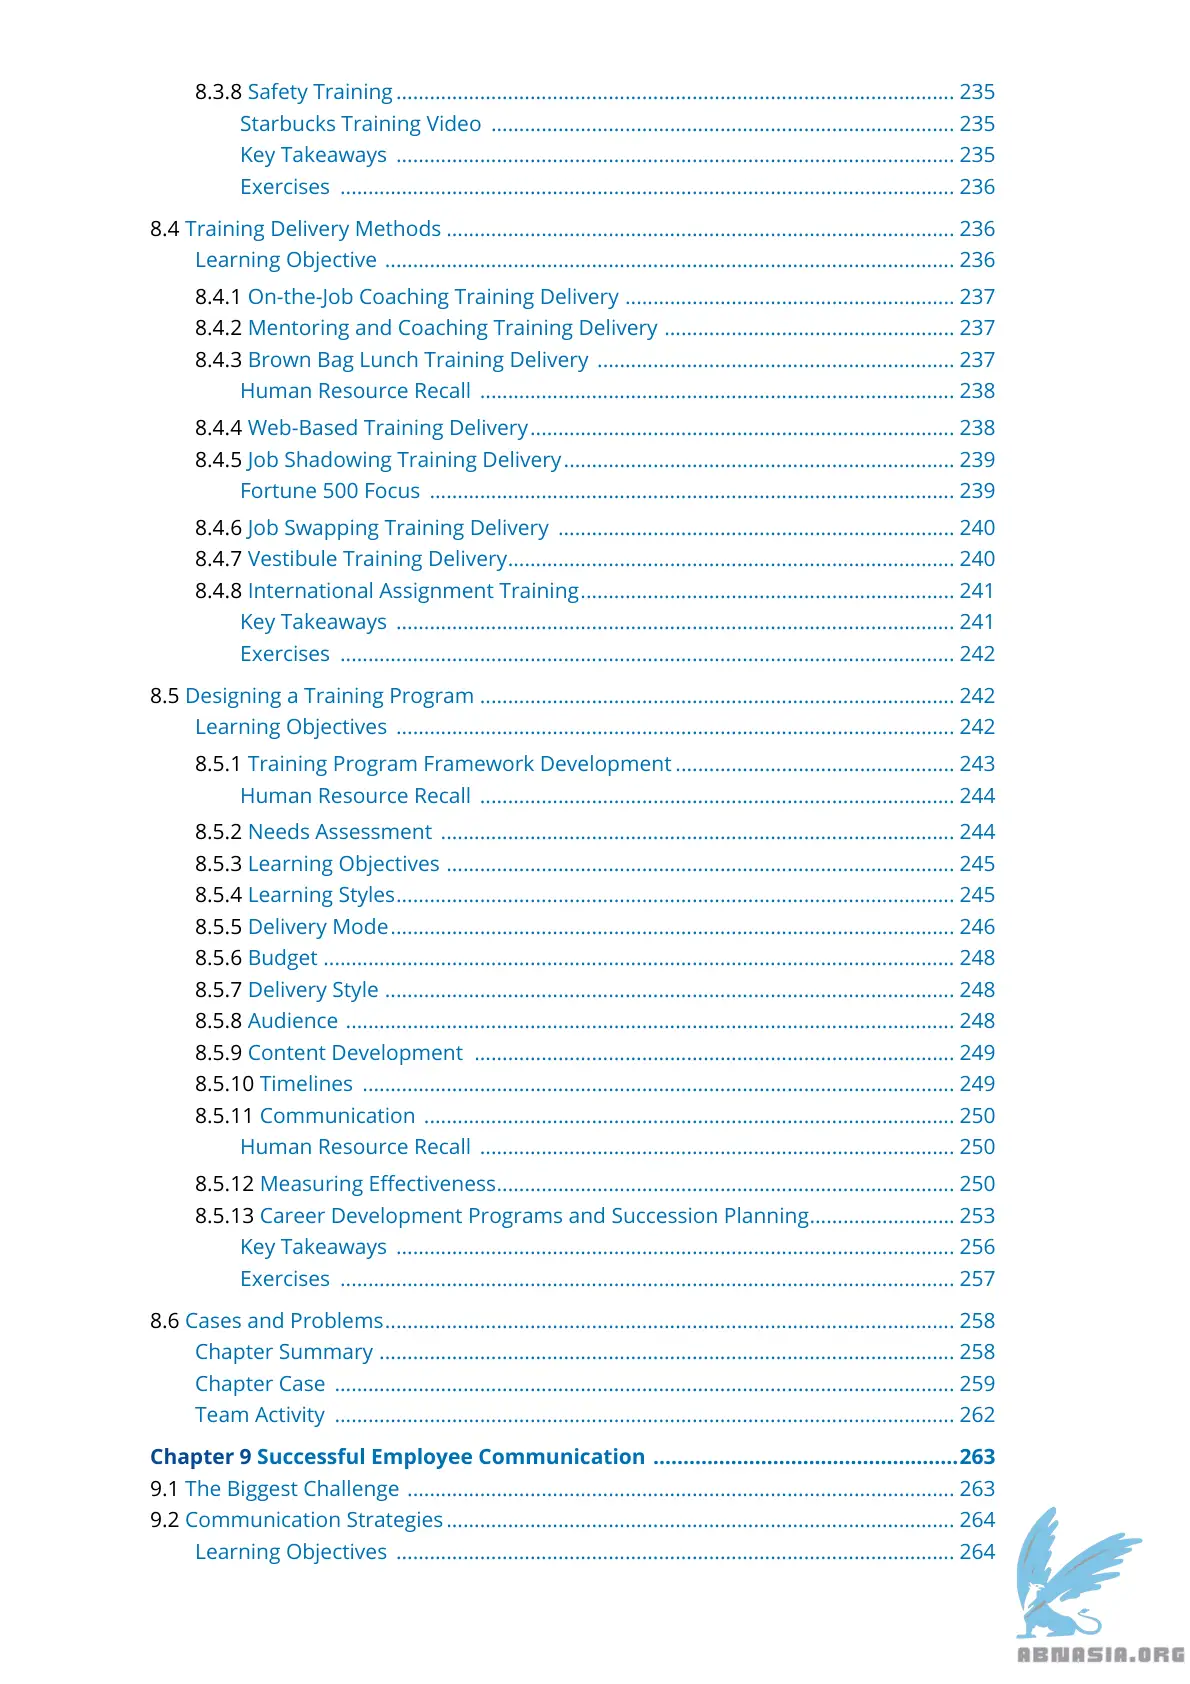 8.3.8 Safety Training .................................................................................................... 235
Starbucks Training Video ................................................................................... 235
Key Takeaways .................................................................................................... 235
Exercises .............................................................................................................. 236
8.4 Training Delivery Methods ........................................................................................... 236
Learning Objective ...................................................................................................... 236
8.4.1 On-the-Job Coaching Training Delivery ........................................................... 237
8.4.2 Mentoring and Coaching Training Delivery .................................................... 237
8.4.3 Brown Bag Lunch Training Delivery ................................................................ 237
Human Resource Recall ..................................................................................... 238
8.4.4 Web-Based Training Delivery ............................................................................ 238
8.4.5 Job Shadowing Training Delivery ...................................................................... 239
Fortune 500 Focus .............................................................................................. 239
8.4.6 Job Swapping Training Delivery ....................................................................... 240
8.4.7 Vestibule Training Delivery ................................................................................ 240
8.4.8 International Assignment Training ................................................................... 241
Key Takeaways .................................................................................................... 241
Exercises .............................................................................................................. 242
8.5 Designing a Training Program ..................................................................................... 242
Learning Objectives .................................................................................................... 242
8.5.1 Training Program Framework Development .................................................. 243
Human Resource Recall ..................................................................................... 244
8.5.2 Needs Assessment ............................................................................................ 244
8.5.3 Learning Objectives ........................................................................................... 245
8.5.4 Learning Styles .................................................................................................... 245
8.5.5 Delivery Mode ..................................................................................................... 246
8.5.6 Budget ................................................................................................................. 248
8.5.7 Delivery Style ...................................................................................................... 248
8.5.8 Audience ............................................................................................................. 248
8.5.9 Content Development ...................................................................................... 249
8.5.10 Timelines .......................................................................................................... 249
8.5.11 Communication ............................................................................................... 250
Human Resource Recall ..................................................................................... 250
8.5.12 Measuring Effectiveness .................................................................................. 250
8.5.13 Career Development Programs and Succession Planning .......................... 253
Key Takeaways .................................................................................................... 256
Exercises .............................................................................................................. 257
8.6 Cases and Problems ...................................................................................................... 258
Chapter Summary ....................................................................................................... 258
Chapter Case ............................................................................................................... 259
Team Activity ............................................................................................................... 262
Chapter 9 Successful Employee Communication ...................................................263
9.1 The Biggest Challenge .................................................................................................. 263
9.2 Communication Strategies ........................................................................................... 264
Learning Objectives .................................................................................................... 264
ABNASIA.ORG